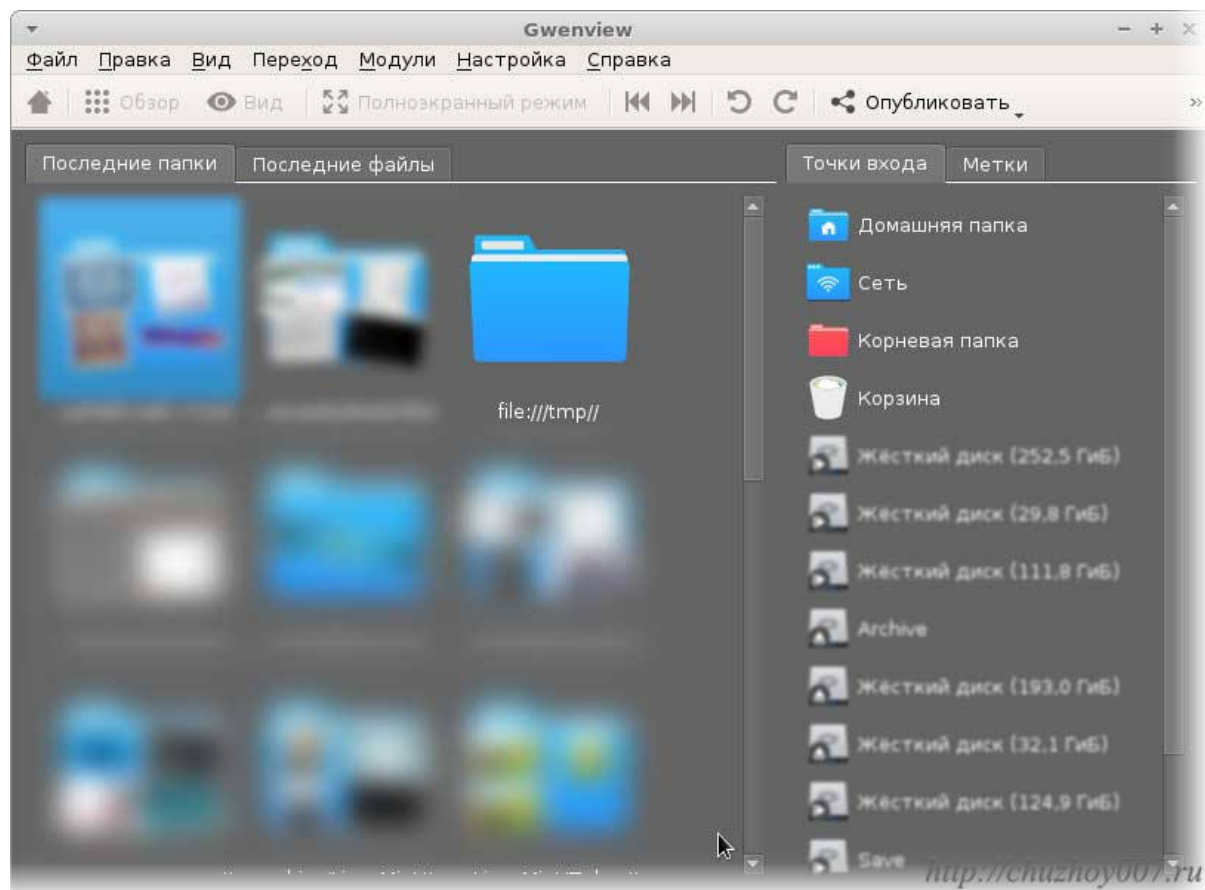 Gwenview
Файл Правка Вид Переход Модули Настройка Справка
Обзор Вид Полноэкранный режим Опубликовать
Последние папки Последние файлы
Точки входа Метки
file:///tmp//
Домашняя папка
Сеть
Корневая папка
Корзина
Жёсткий диск (252,5 ГиБ)
Жёсткий диск (29,8 ГиБ)
Жёсткий диск (111,8 ГиБ)
Archive
Жёсткий диск (193,0 ГиБ)
Жёсткий диск (32,1 ГиБ)
Жёсткий диск (124,9 ГиБ)
Save
http://chuzhoy007.ru